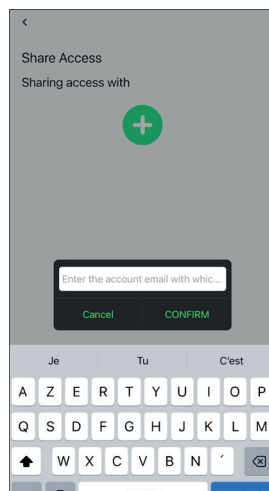 Share Access
Sharing access with
Enter the account email with whic...
Cancel CONFIRM
Je Tu C'est
A Z E R T Y U I O P
Q S D F G H J K L M
W X C V B N ´